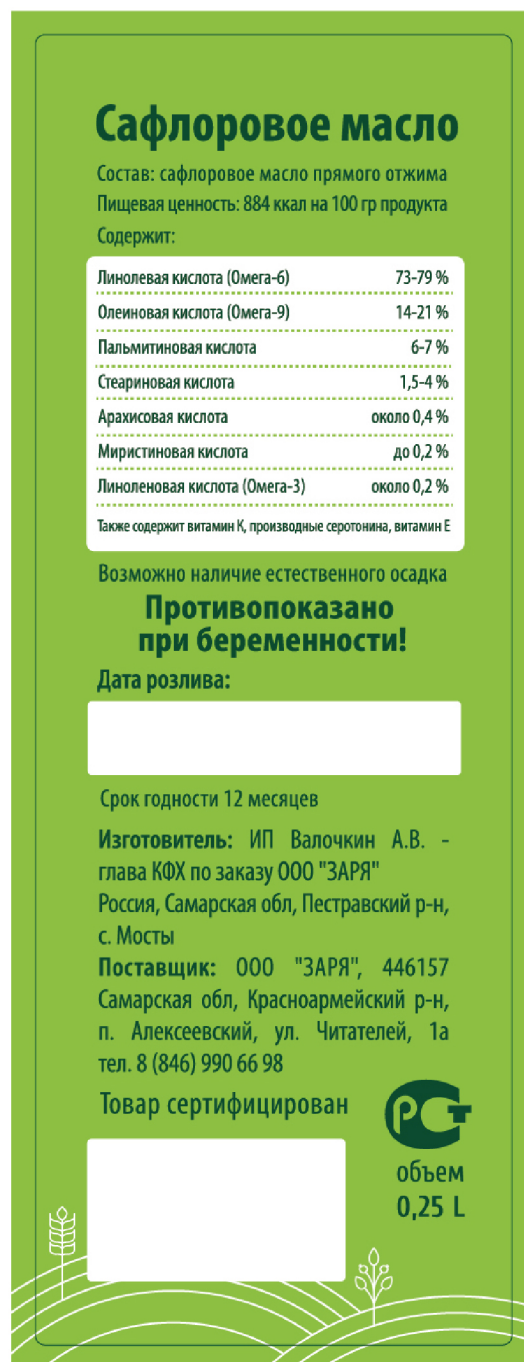 Сафлоровое масло
Состав: сафлоровое масло прямого отжима
Пищевая ценность: 884 ккал на 100 гр продукта
Содержит:
Линолевая кислота (Омега-6) 73-79 %
Олеиновая кислота (Омега-9) 14-21 %
Пальмитиновая кислота 6-7 %
Стеариновая кислота 1,5-4 %
Арахисовая кислота около 0,4 %
Миристиновая кислота до 0,2 %
Линоленовая кислота (Омега-3) около 0,2 %
Также содержит витамин К, производные серотонина, витамин Е
Возможно наличие естественного осадка
Противопоказано
при беременности!
Дата розлива:
Срок годности 12 месяцев
Изготовитель: ИП Валочкин А.В. -
глава КФХ по заказу ООО "ЗАРЯ"
Россия, Самарская обл, Пестравский р-н,
с. Мосты
Поставщик: ООО "ЗАРЯ", 446157
Самарская обл, Красноармейский р-н,
п. Алексеевский, ул. Читателей, 1а
тел. 8 (846) 990 66 98
Товар сертифицирован
РСТ
объем
0,25 L